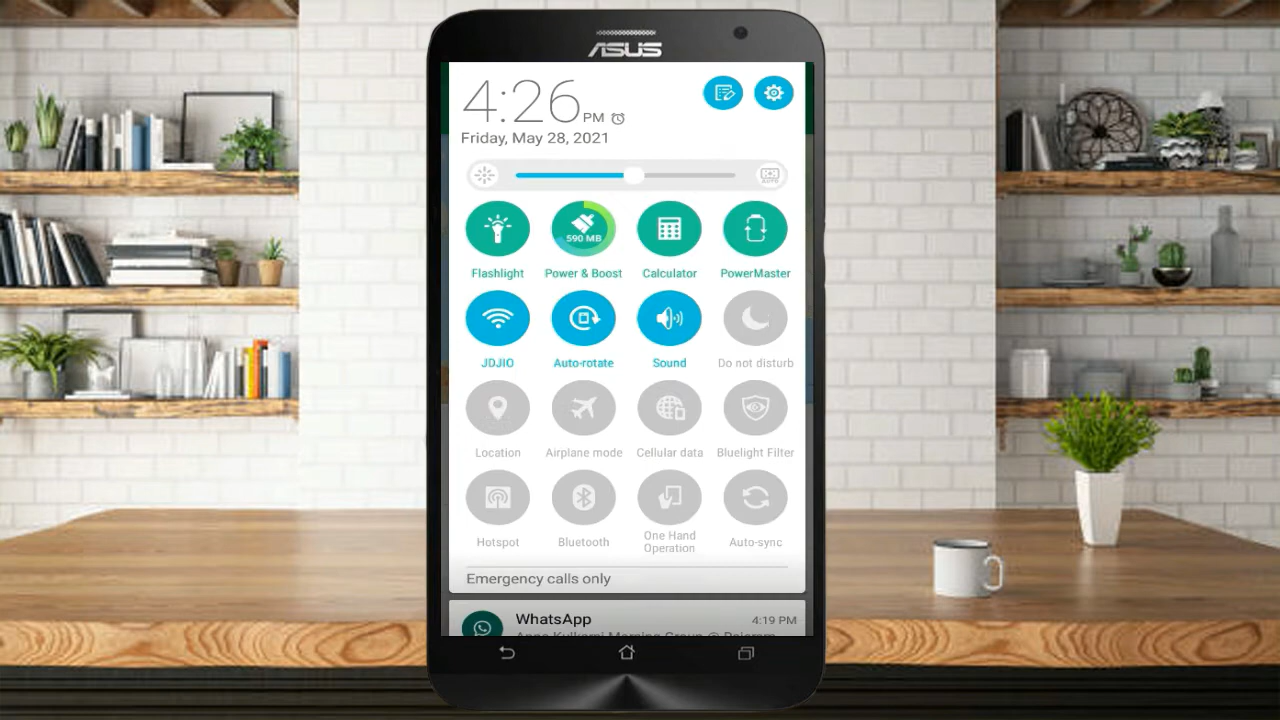 ASUS
4:26 PM
Friday, May 28, 2021
AUTO
590 MB
Flashlight Power & Boost Calculator PowerMaster
JDJIO Auto-rotate Sound Do not disturb
Location Airplane mode Cellular data Bluelight Filter
Hotspot Bluetooth One Hand Auto-sync
Operation
Emergency calls only
WhatsApp 4:19 PM